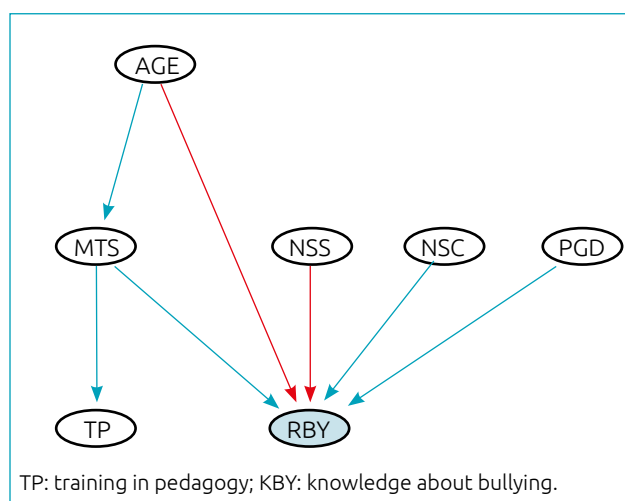 AGE
MTS NSS NSC PGD
TP RBY
TP: training in pedagogy; KBY: knowledge about bullying.